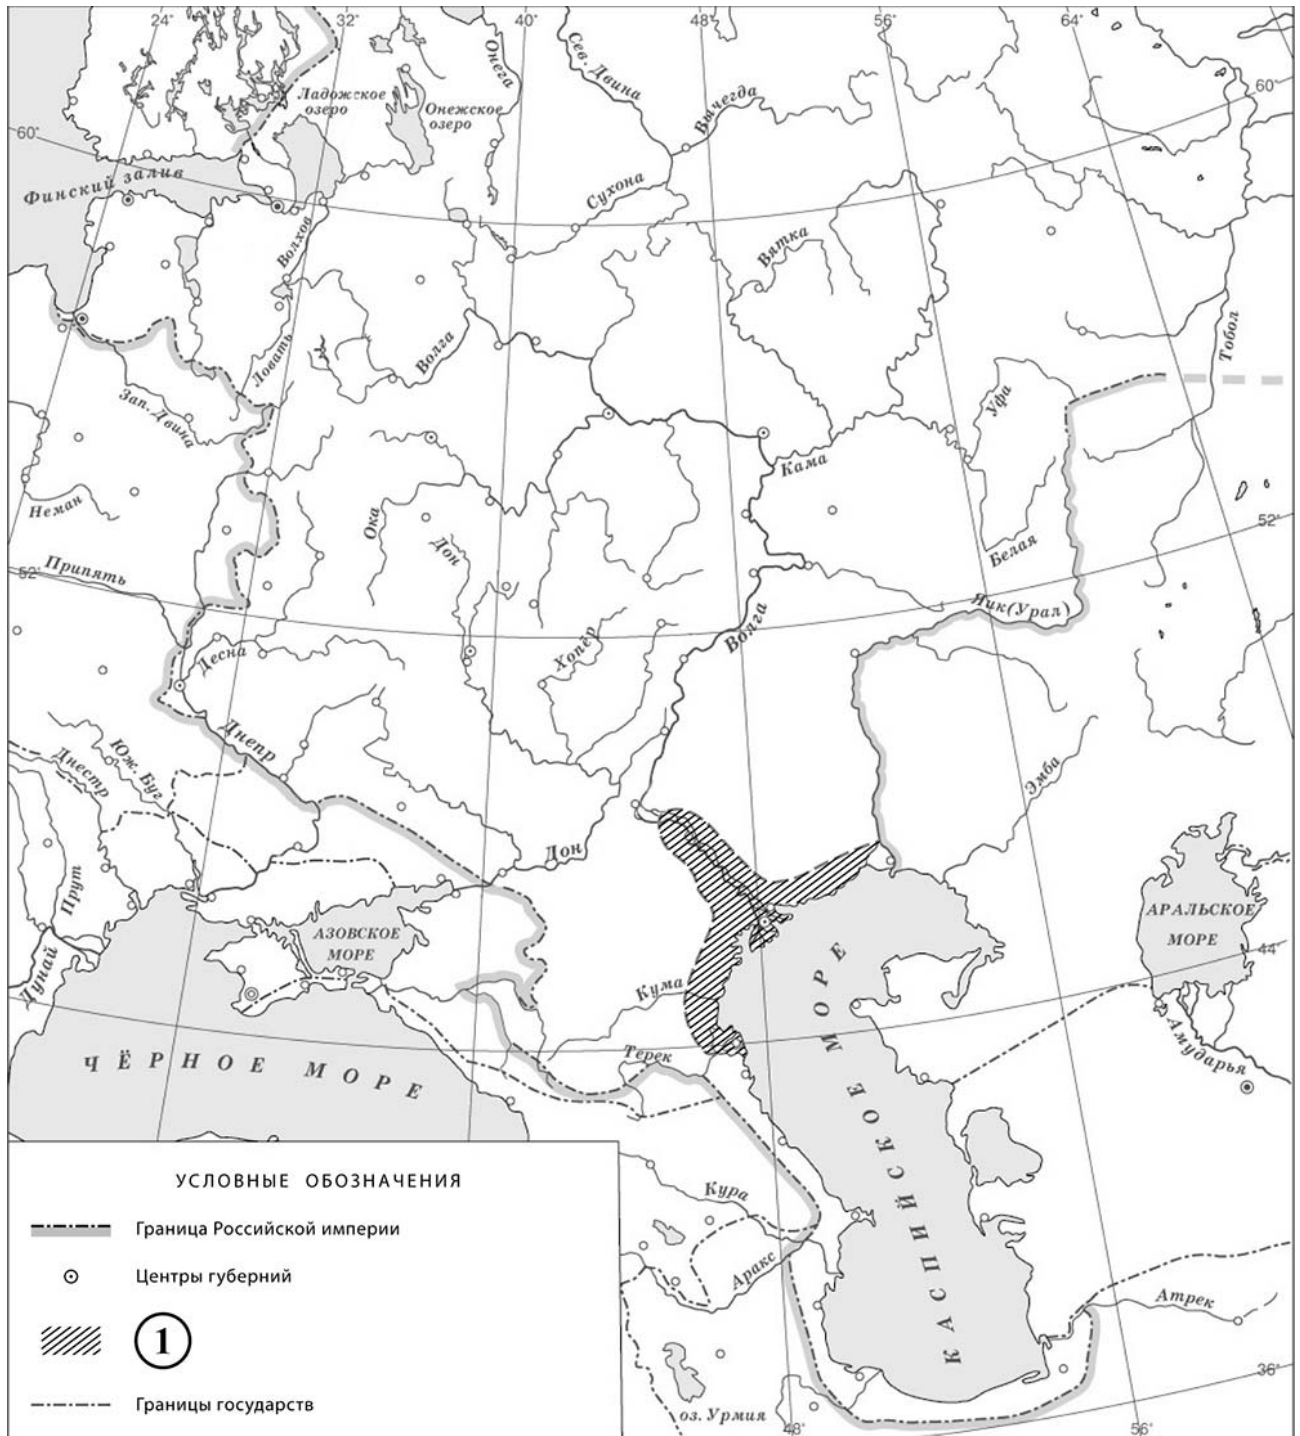 24°
32°
40°
48°
56°
64°
Онега
Сев. Двина
Ладожское
озеро
Онежское
озеро
Вычегда
60°
60°
Финский залив
Сухона
Волхов
Вятка
Тобол
Ловать
Волга
Зап. Двина
Уфа
Кама
Неман
Ока
Дон
52°
Белая
Припять
52°
Яик(Урал)
Волга
Хопёр
Десна
Днепр
Юж. Буг
Днестр
Эмба
Дон
Прут
АЗОВСКОЕ
МОРЕ
АРАЛЬСКОЕ
МОРЕ
44°
Дунай
Кума
Терек
Амударья
ЧЁРНОЕ МОРЕ
КАСПИЙСКОЕ МОРЕ
УСЛОВНЫЕ ОБОЗНАЧЕНИЯ
Кура
Граница Российской империи
Аракс
Центры губерний
Атрек
1
36°
Границы государств
оз. Урмия
48°
56°